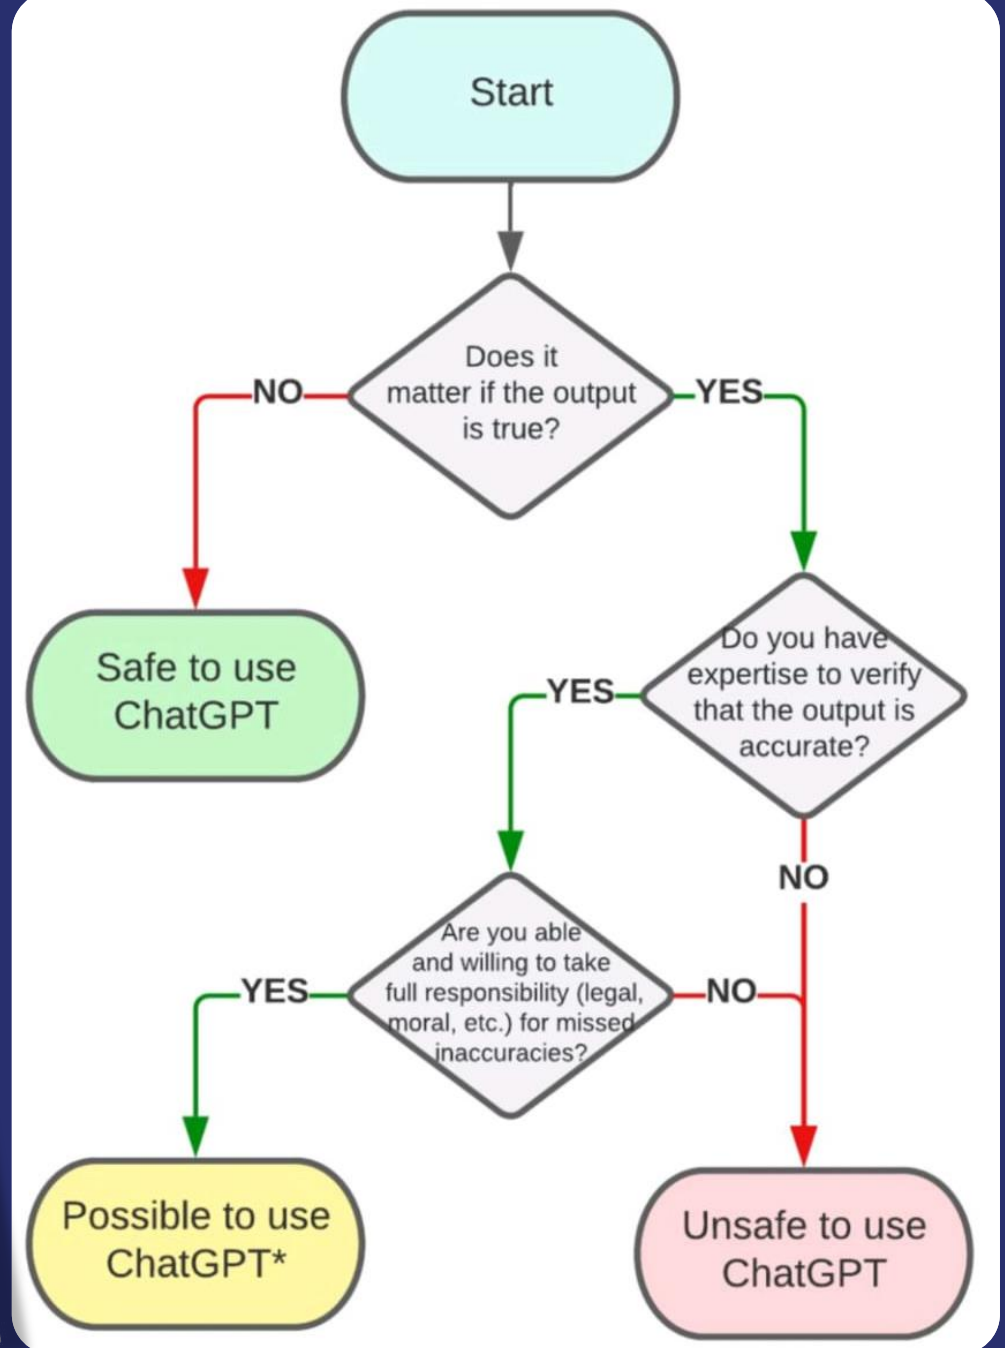 Start
Does it
matter if the output
is true?
NO
YES
Safe to use
ChatGPT
Do you have
expertise to verify
that the output is
accurate?
YES
NO
Are you able
and willing to take
full responsibility (legal,
moral, etc.) for missed
inaccuracies?
YES
NO
Possible to use
ChatGPT*
Unsafe to use
ChatGPT